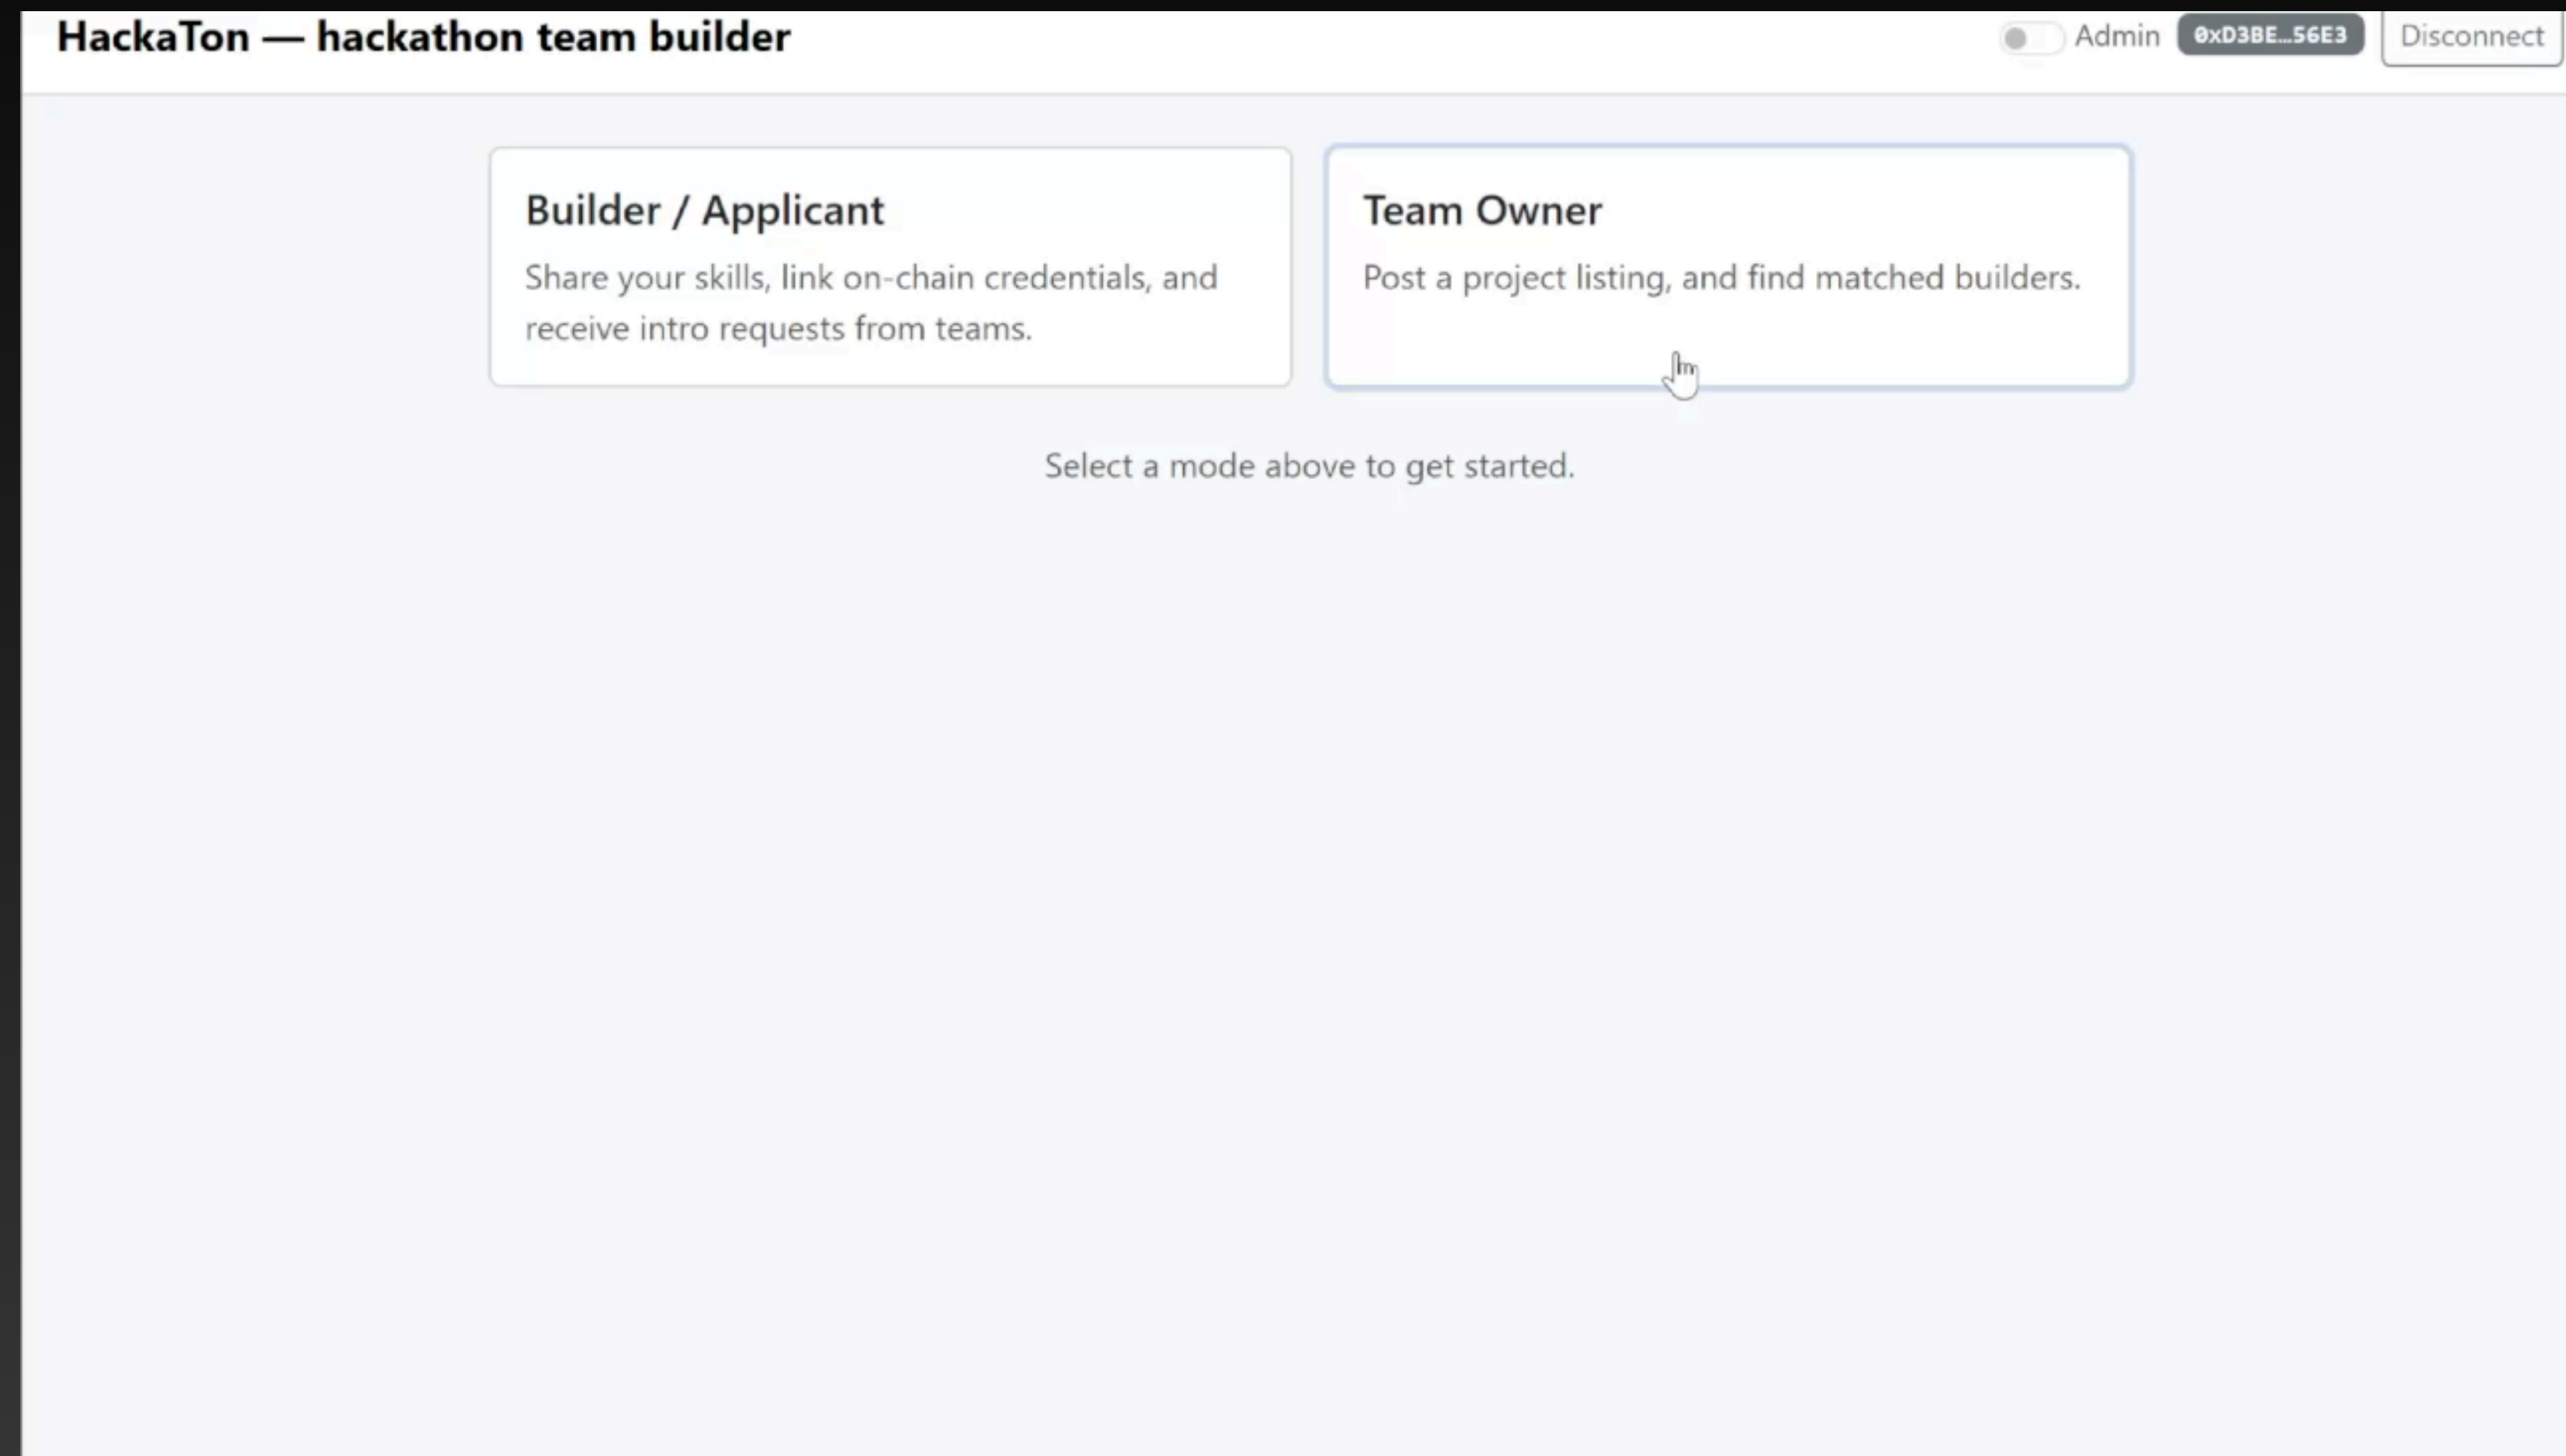 HackaTon — hackathon team builder
Admin
0xD3BE...56E3
Disconnect
Builder / Applicant
Share your skills, link on-chain credentials, and
receive intro requests from teams.
Team Owner
Post a project listing, and find matched builders.
Select a mode above to get started.